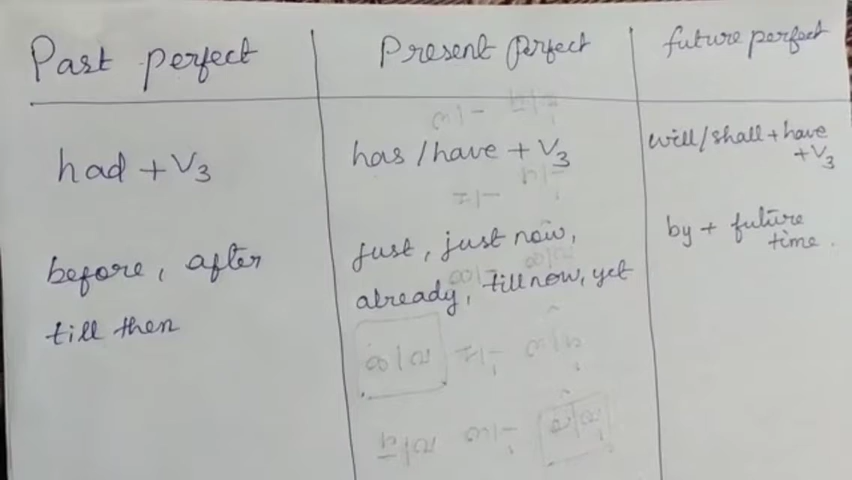 Past perfect
had + V3
before, after
till then
Present perfect
has/have + V3
just, just now,
already, till now, yet
future perfect
will/shall + have
+ V3
by + future
time.